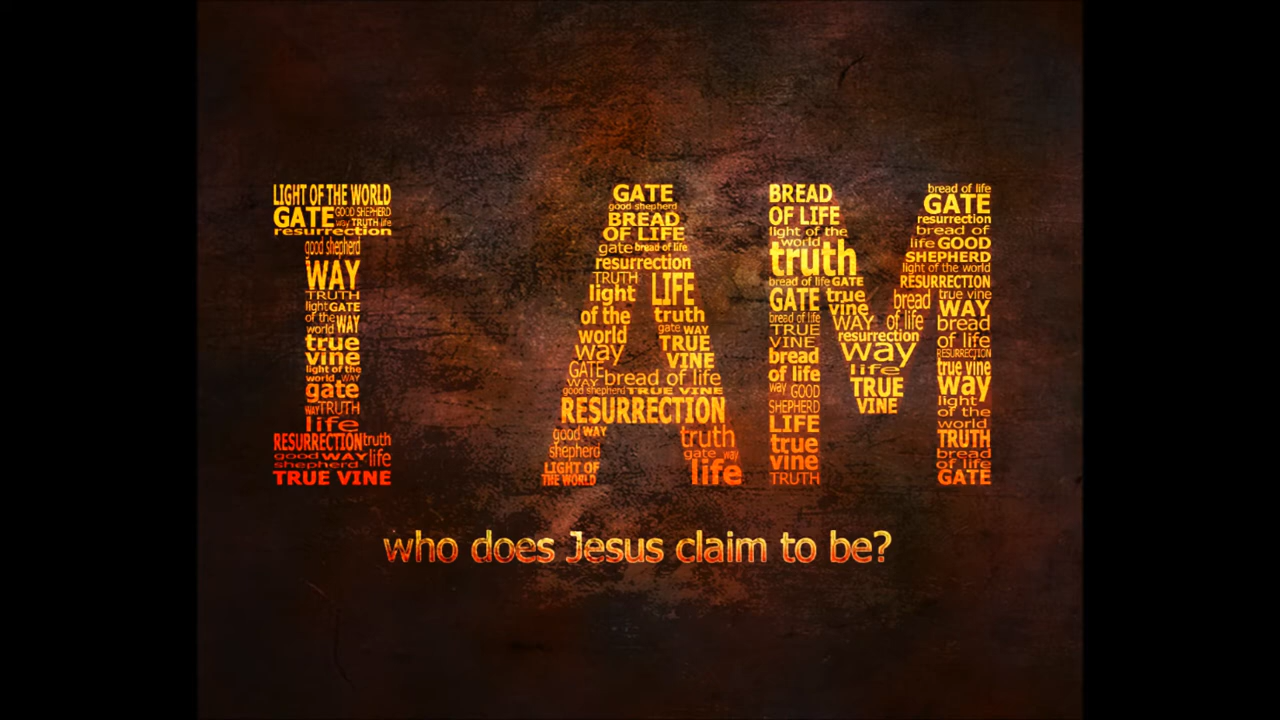 LIGHT OF THE WORLD
GATE GOOD SHEPHERD
way TRUTH life
resurrection
good shepherd
WAY
TRUTH
light GATE
of the
world WAY
true
vine
light of the
world WAY
gate
WAY TRUTH
life
RESURRECTION truth
good WAY life
shepherd
TRUE VINE
GATE
good shepherd
BREAD
OF LIFE
gate bread of life
resurrection
TRUTH LIFE
light
of the truth
world gate WAY
way TRUE
VINE
GATE bread of life
WAY
good shepherd TRUE VINE
RESURRECTION
good WAY truth
shepherd gate way
LIGHT OF life
THE WORLD
BREAD
OF LIFE
light of the
world
truth
bread of life GATE
GATE true
vine
bread of life WAY
TRUE
VINE
bread
of life
way GOOD
SHEPHERD
LIFE
true
vine
TRUTH
bread of life
resurrection
way
life
TRUE
VINE
bread of life
GATE
resurrection
bread of
life GOOD
SHEPHERD
light of the world
RESURRECTION
true vine
WAY
bread
of life
RESURRECTION
true vine
way
light
of the
world
TRUTH
bread
of life
GATE
who does Jesus claim to be?